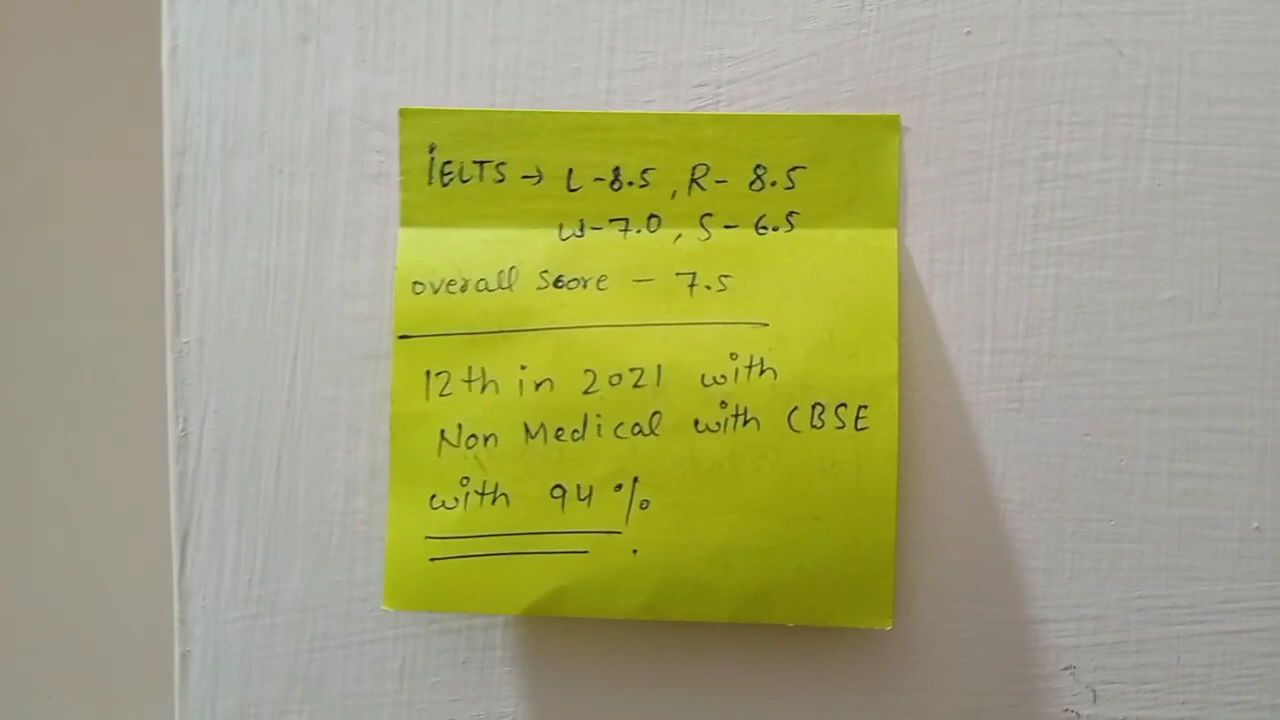 iELTS → L-8.5, R- 8.5
W-7.0, S- 6.5
overall Score - 7.5
12th in 2021 with
Non Medical with CBSE
with 94%